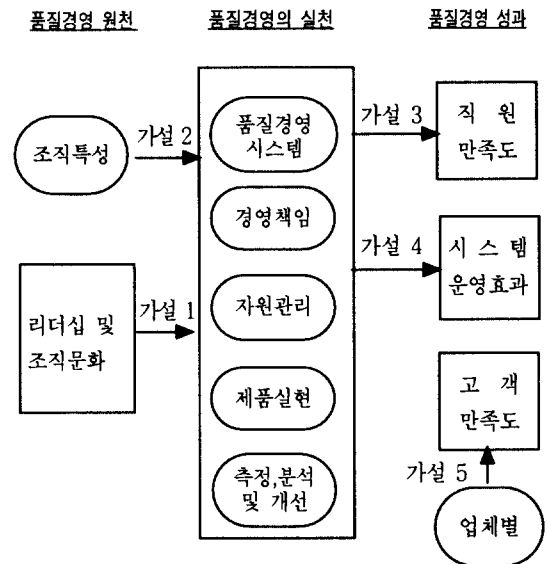 품질경영 원천
품질경영의 실천
품질경영 성과
조직특성
가설 2
리더십 및
조직문화
가설 1
품질경영
시스템
경영책임
자원관리
제품실현
측정,분석
및 개선
가설 3
직 원
만족도
가설 4
시 스 템
운영효과
고 객
만족도
가설 5
업체별